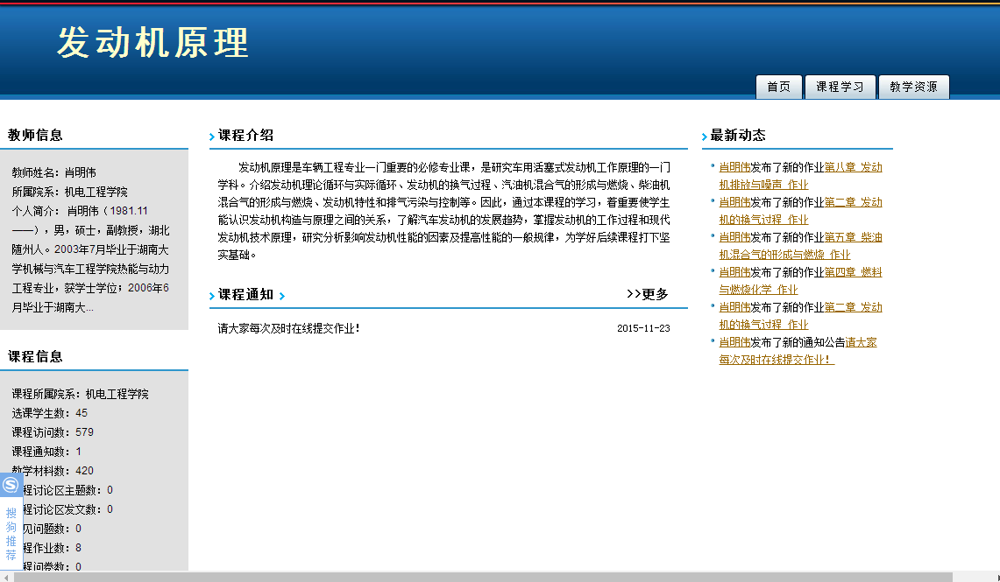 发动机原理
首页 课程学习 教学资源
教师信息
教师姓名：肖明伟
所属院系：机电工程学院
个人简介： 肖明伟（1981.11
——），男，硕士，副教授，湖北
随州人。2003年7月毕业于湖南大
学机械与汽车工程学院热能与动力
工程专业，获学士学位；2006年6
月毕业于湖南大...
课程信息
课程所属院系：机电工程学院
选课学生数：45
课程访问数：579
课程通知数：1
教学材料数：420
程讨论区主题数：0
程讨论区发文数：0
见问题数：0
程作业数：8
程问卷数：0
搜狗推荐
课程介绍
发动机原理是车辆工程专业一门重要的必修专业课，是研究车用活塞式发动机工作原理的一门
学科。介绍发动机理论循环与实际循环、发动机的换气过程、汽油机混合气的形成与燃烧、柴油机
混合气的形成与燃烧、发动机特性和排气污染与控制等。因此，通过本课程的学习，着重要使学生
能认识发动机构造与原理之间的关系，了解汽车发动机的发展趋势，掌握发动机的工作过程和现代
发动机技术原理，研究分析影响发动机性能的因素及提高性能的一般规律，为学好后续课程打下坚
实基础。
课程通知 >>更多
请大家每次及时在线提交作业！ 2015-11-23
最新动态
肖明伟发布了新的作业第八章 发动
机排放与噪声 作业
肖明伟发布了新的作业第二章 发动
机的换气过程 作业
肖明伟发布了新的作业第五章 柴油
机混合气的形成与燃烧 作业
肖明伟发布了新的作业第四章 燃料
与燃烧化学 作业
肖明伟发布了新的作业第二章 发动
机的换气过程 作业
肖明伟发布了新的通知公告请大家
每次及时在线提交作业！